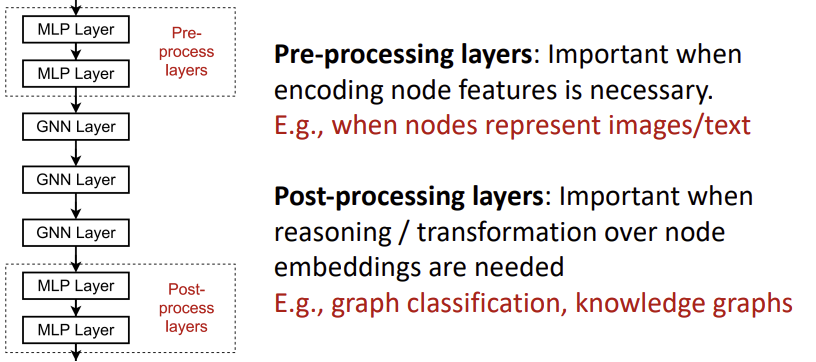 MLP Layer
MLP Layer
Pre-
process
layers
GNN Layer
GNN Layer
GNN Layer
MLP Layer
MLP Layer
Post-
process
layers
Pre-processing layers: Important when
encoding node features is necessary.
E.g., when nodes represent images/text
Post-processing layers: Important when
reasoning / transformation over node
embeddings are needed
E.g., graph classification, knowledge graphs